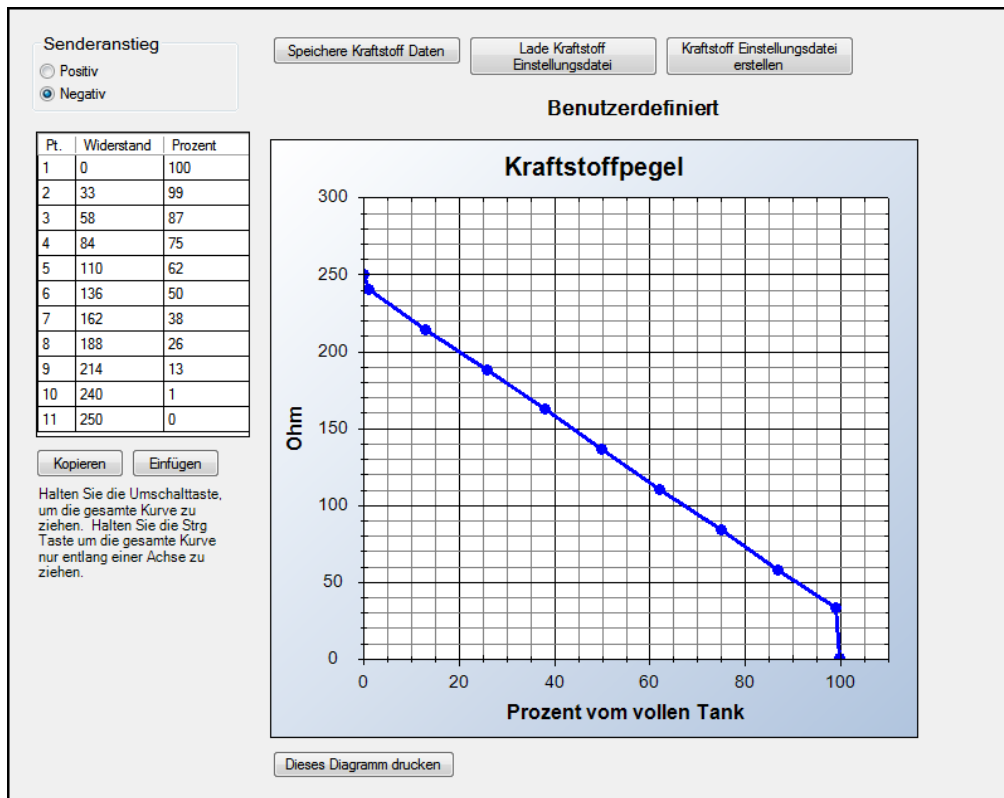 Senderanstieg
Positiv
Negativ
Speichere Kraftstoff Daten
Lade Kraftstoff
Einstellungsdatei
Kraftstoff Einstellungsdatei
erstellen
Benutzerdefiniert
Pt. Widerstand Prozent
1 0 100
2 33 99
3 58 87
4 84 75
5 110 62
6 136 50
7 162 38
8 188 26
9 214 13
10 240 1
11 250 0
Kopieren
Einfügen
Halten Sie die Umschalttaste,
um die gesamte Kurve zu
ziehen. Halten Sie die Strg
Taste um die gesamte Kurve
nur entlang einer Achse zu
ziehen.
Kraftstoffpegel
300
250
200
150
100
50
0
Ohm
0 20 40 60 80 100
Prozent vom vollen Tank
Dieses Diagramm drucken